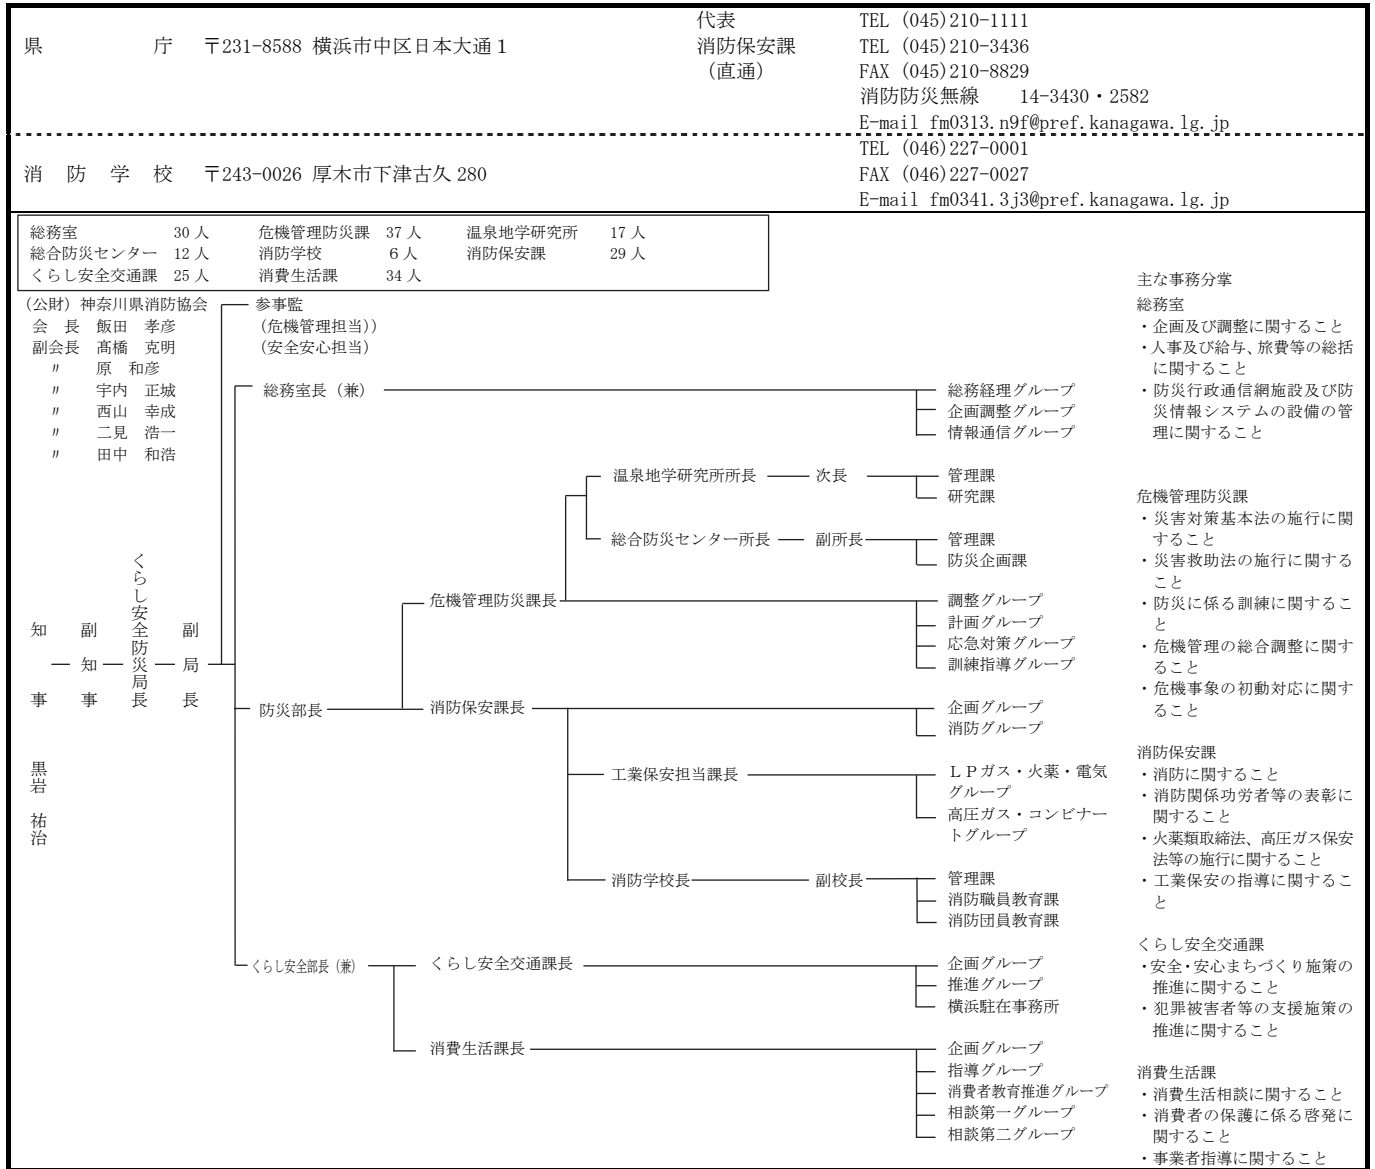 代表 TEL (045)210-1111
県庁 〒231-8588 横浜市中区日本大通1 消防保安課 TEL (045)210-3436
(直通) FAX (045)210-8829
消防防災無線 14-3430・2582
E-mail fm0313.n9f@pref.kanagawa.lg.jp
TEL (046)227-0001
消防学校 〒243-0026 厚木市下津古久 280 FAX (046)227-0027
E-mail fm0341.3j3@pref.kanagawa.lg.jp
総務室 30人 危機管理防災課 37人 温泉地学研究所 17人
総合防災センター 12人 消防学校 6人 消防保安課 29人
くらし安全交通課 25人 消費生活課 34人
(公財)神奈川県消防協会
会 長 飯田 孝彦
副会長 髙橋 克明
〃 原 和彦
〃 宇内 正城
〃 西山 幸成
〃 二見 浩一
〃 田中 和浩
知事 黒岩 祐治
副知事
くらし安全防災局長
副局長
参事監
(危機管理担当))
(安全安心担当)
総務室長(兼)
総務経理グループ
企画調整グループ
情報通信グループ
防災部長
危機管理防災課長
温泉地学研究所所長 次長
管理課
研究課
総合防災センター所長 副所長
管理課
防災企画課
調整グループ
計画グループ
応急対策グループ
訓練指導グループ
消防保安課長
企画グループ
消防グループ
工業保安担当課長
LPガス・火薬・電気
グループ
高圧ガス・コンビナー
トグループ
消防学校長 副校長
管理課
消防職員教育課
消防団員教育課
くらし安全部長(兼)
くらし安全交通課長
企画グループ
推進グループ
横浜駐在事務所
消費生活課長
企画グループ
指導グループ
消費者教育推進グループ
相談第一グループ
相談第二グループ
主な事務分掌
総務室
・企画及び調整に関すること
・人事及び給与、旅費等の総括
に関すること
・防災行政通信網施設及び防
災情報システムの設備の管
理に関すること
危機管理防災課
・災害対策基本法の施行に関
すること
・災害救助法の施行に関する
こと
・防災に係る訓練に関するこ
と
・危機管理の総合調整に関す
ること
・危機事象の初動対応に関す
ること
消防保安課
・消防に関すること
・消防関係功労者等の表彰に
関すること
・火薬類取締法、高圧ガス保安
法等の施行に関すること
・工業保安の指導に関するこ
と
くらし安全交通課
・安全・安心まちづくり施策の
推進に関すること
・犯罪被害者等の支援施策の
推進に関すること
消費生活課
・消費生活相談に関すること
・消費者の保護に係る啓発に
関すること
・事業者指導に関すること